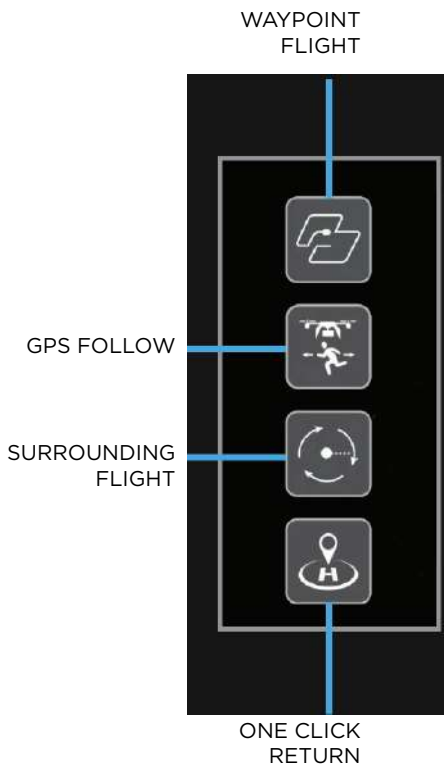 WAYPOINT
FLIGHT
GPS FOLLOW
SURROUNDING
FLIGHT
H
ONE CLICK
RETURN